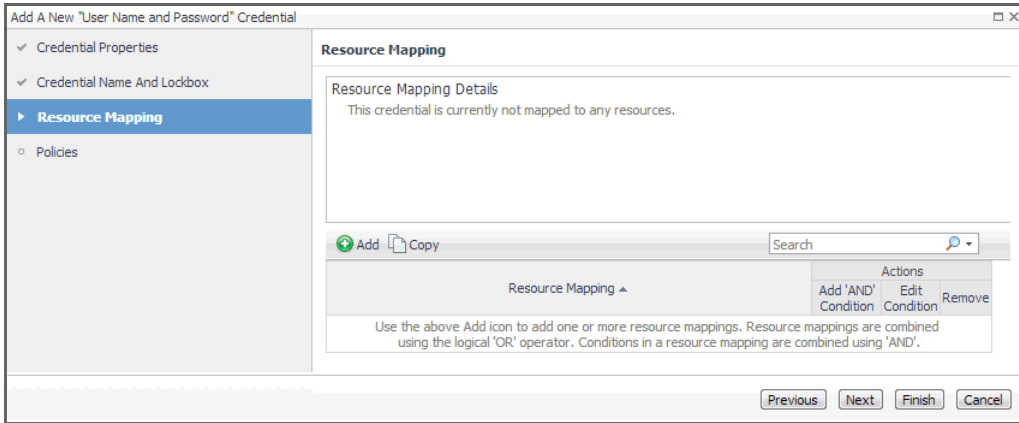 Add A New "User Name and Password" Credential
Credential Properties
Credential Name And Lockbox
Resource Mapping
Policies
Resource Mapping
Resource Mapping Details
This credential is currently not mapped to any resources.
Add Copy Search
Resource Mapping
Actions
Add 'AND'
Condition
Edit
Condition
Remove
Use the above Add icon to add one or more resource mappings. Resource mappings are combined
using the logical 'OR' operator. Conditions in a resource mapping are combined using 'AND'.
Previous Next Finish Cancel